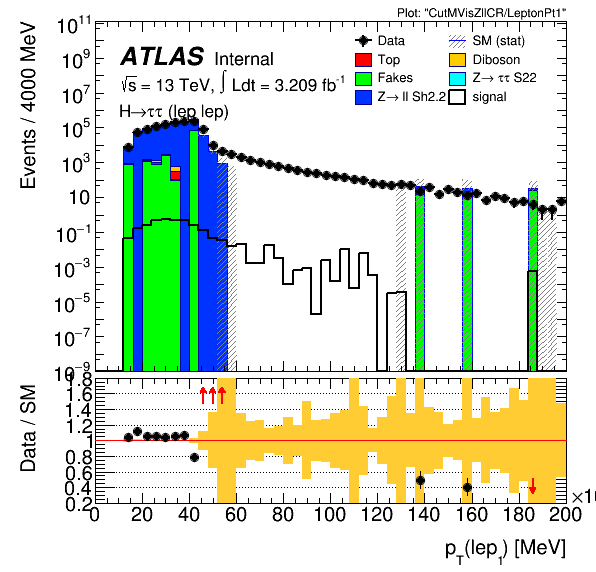 Plot: "CutMVisZllCR/LeptonPt1"
ATLAS Internal
√s = 13 TeV, ∫ Ldt = 3.209 fb⁻¹
H→ττ (lep lep)
Data
Top
Fakes
Z→ ll Sh2.2
SM (stat)
Diboson
Z→ ττ S22
signal
Events / 4000 MeV
10¹¹
10⁹
10⁷
10⁵
10³
10
10⁻¹
10⁻³
10⁻⁵
10⁻⁷
10⁻⁹
Data / SM
1.8
1.6
1.4
1.2
1
0.8
0.6
0.4
0.2
0 20 40 60 80 100 120 140 160 180 200
p_T(lep₁) [MeV]